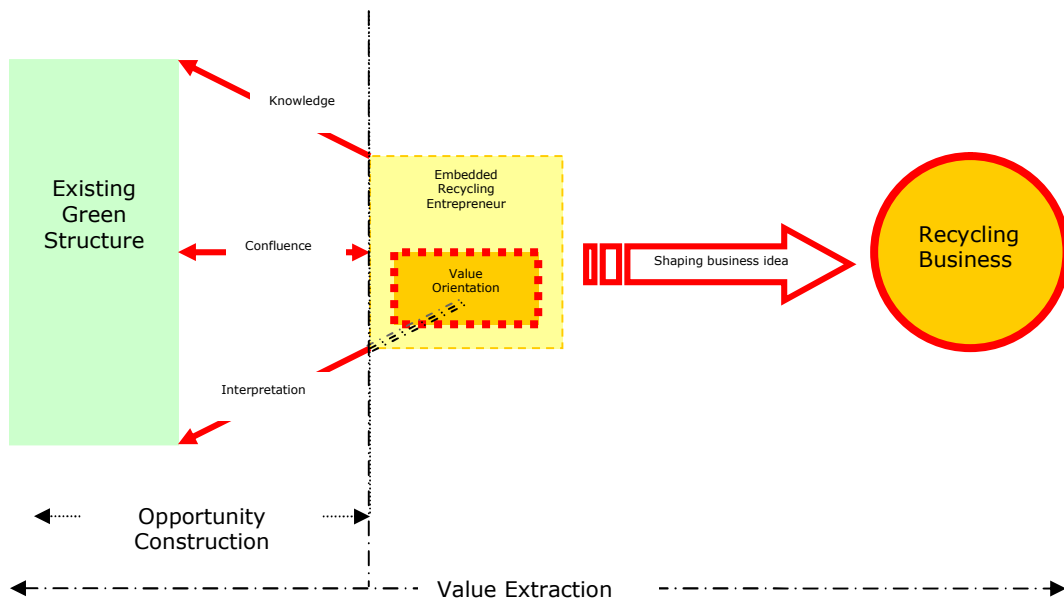 Knowledge
Existing
Green
Structure
Embedded
Recycling
Entrepreneur
Confluence
Value
Orientation
Shaping business idea
Recycling
Business
Interpretation
Opportunity
Construction
Value Extraction